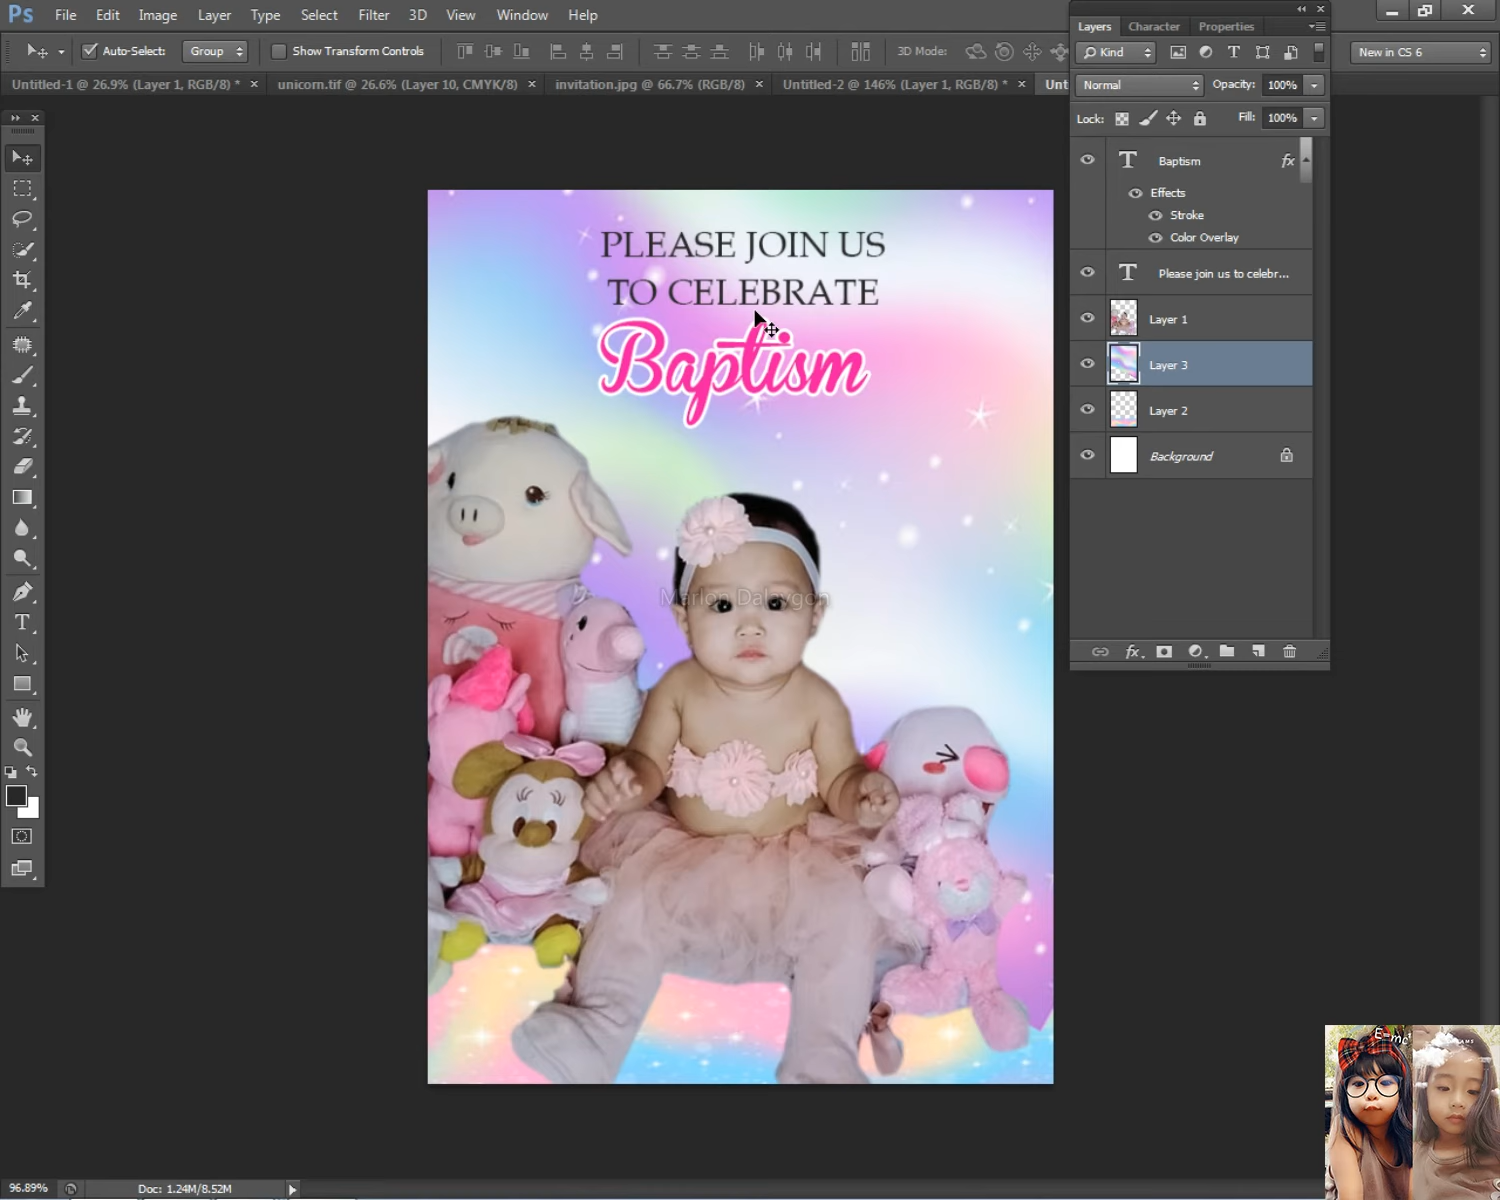 Ps File Edit Image Layer Type Select Filter 3D View Window Help
Auto-Select: Group Show Transform Controls 3D Mode: New in CS 6
Untitled-1 @ 26.9% (Layer 1, RGB/8) * × unicorn.tif @ 26.6% (Layer 10, CMYK/8) × invitation.jpg @ 66.7% (RGB/8) × Untitled-2 @ 146% (Layer 1, RGB/8) * × Unt
Layers Character Properties
Kind
Normal Opacity: 100%
Lock: Fill: 100%
Baptism fx
Effects
Stroke
Color Overlay
Please join us to celebr...
Layer 1
Layer 3
Layer 2
Background
PLEASE JOIN US
TO CELEBRATE
Baptism
Marlon Dalaygon
96.89% Doc: 1.24M/8.52M